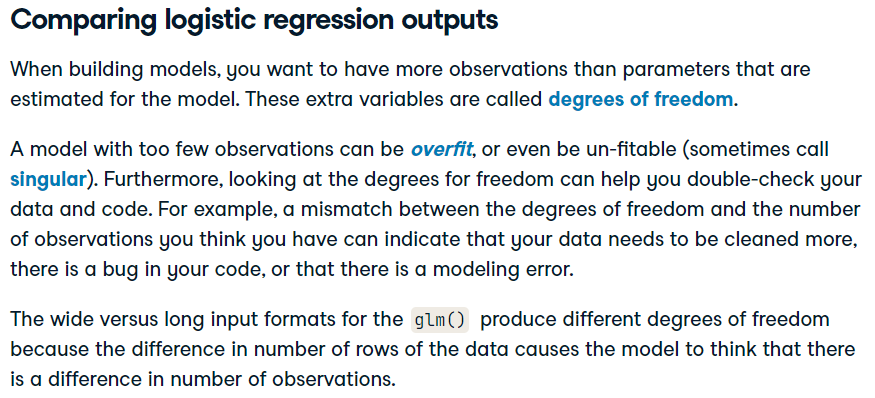 Comparing logistic regression outputs
When building models, you want to have more observations than parameters that are
estimated for the model. These extra variables are called degrees of freedom.
A model with too few observations can be overfit, or even be un-fitable (sometimes call
singular). Furthermore, looking at the degrees for freedom can help you double-check your
data and code. For example, a mismatch between the degrees of freedom and the number
of observations you think you have can indicate that your data needs to be cleaned more,
there is a bug in your code, or that there is a modeling error.
The wide versus long input formats for the glm() produce different degrees of freedom
because the difference in number of rows of the data causes the model to think that there
is a difference in number of observations.